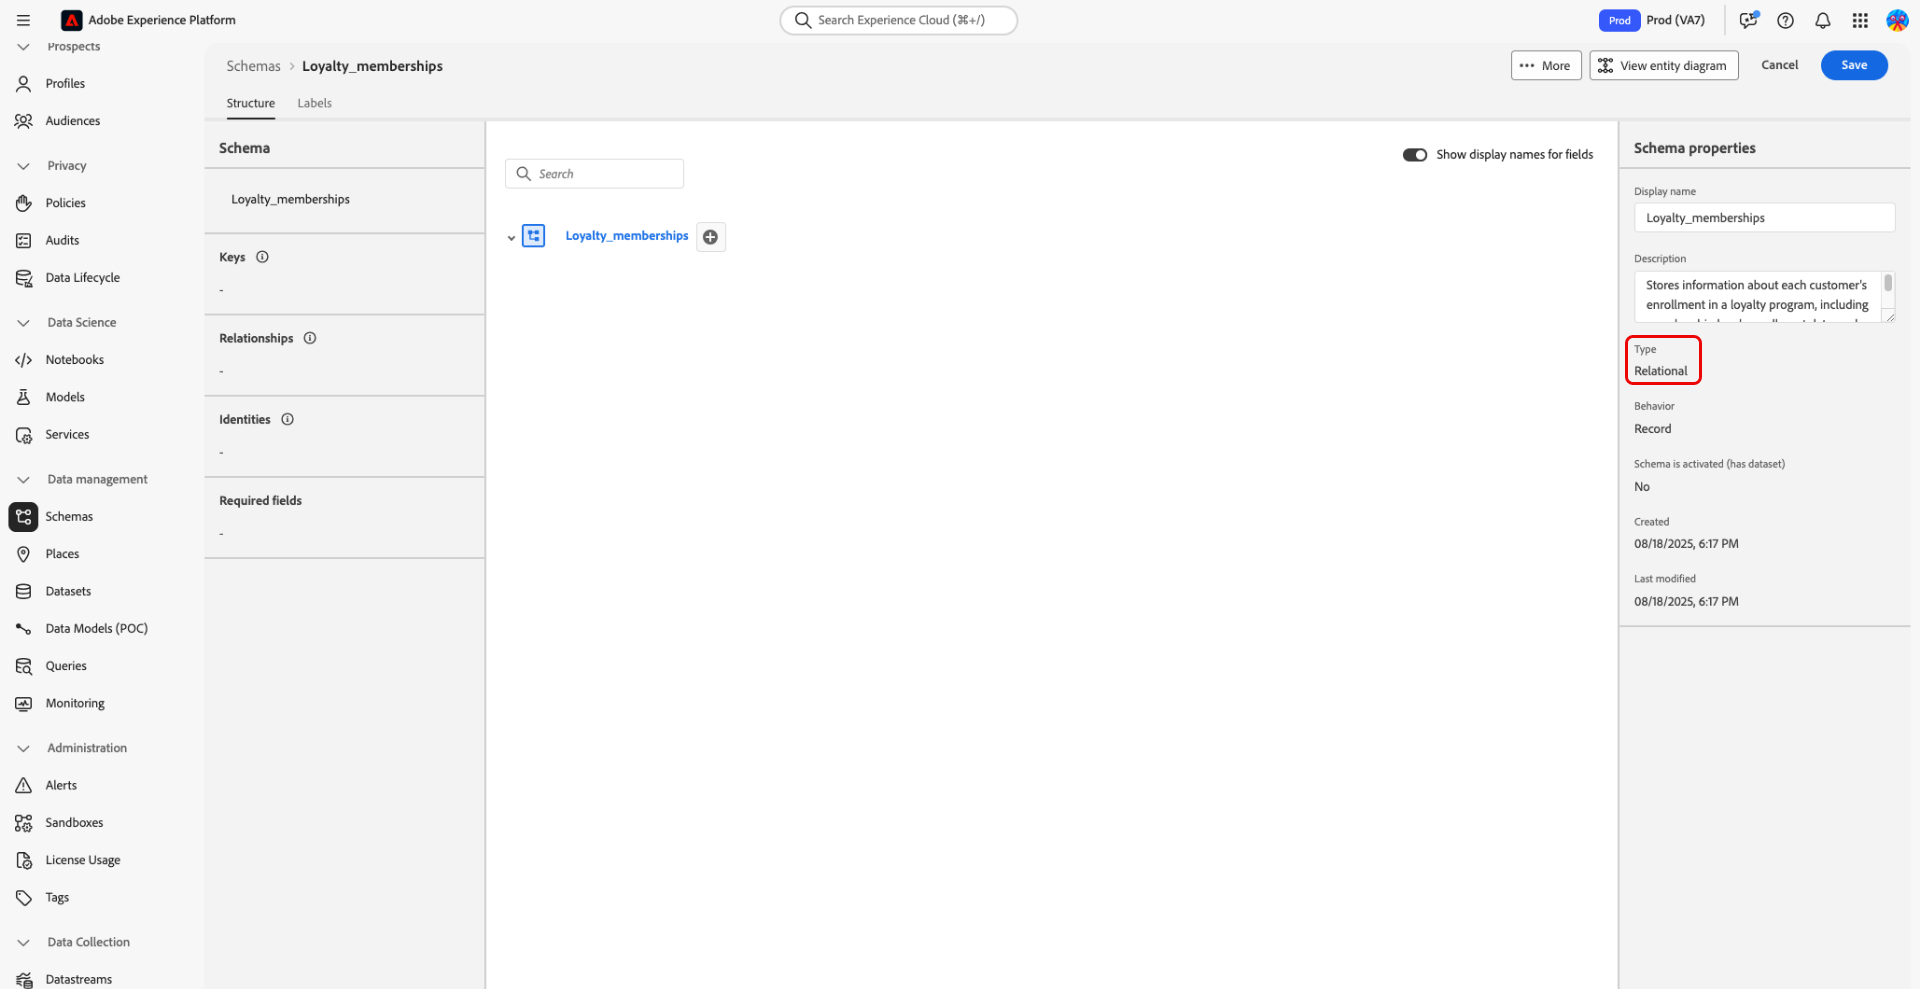 Adobe Experience Platform
Search Experience Cloud (⌘+/)
Prod
Prod (VA7)
Prospects
Profiles
Audiences
Privacy
Policies
Audits
Data Lifecycle
Data Science
Notebooks
Models
Services
Data management
Schemas
Places
Datasets
Data Models (POC)
Queries
Monitoring
Administration
Alerts
Sandboxes
License Usage
Tags
Data Collection
Datastreams
Schemas > Loyalty_memberships
More
View entity diagram
Cancel
Save
Structure
Labels
Schema
Loyalty_memberships
Keys
-
Relationships
-
Identities
-
Required fields
-
Search
Show display names for fields
Loyalty_memberships
Schema properties
Display name
Loyalty_memberships
Description
Stores information about each customer's
enrollment in a loyalty program, including
Type
Relational
Behavior
Record
Schema is activated (has dataset)
No
Created
08/18/2025, 6:17 PM
Last modified
08/18/2025, 6:17 PM